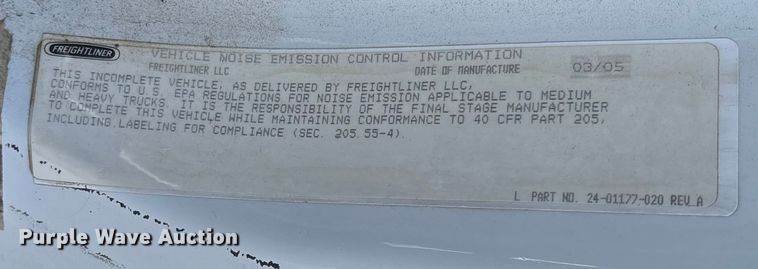 FREIGHTLINER
VEHICLE NOISE EMISSION CONTROL INFORMATION
FREIGHTLINER LLC DATE OF MANUFACTURE 03/05
THIS INCOMPLETE VEHICLE, AS DELIVERED BY FREIGHTLINER LLC,
CONFORMS TO U.S. EPA REGULATIONS FOR NOISE EMISSION APPLICABLE TO MEDIUM
AND HEAVY TRUCKS. IT IS THE RESPONSIBILITY OF THE FINAL STAGE MANUFACTURER
TO COMPLETE THIS VEHICLE WHILE MAINTAINING CONFORMANCE TO 40 CFR PART 205,
INCLUDING LABELING FOR COMPLIANCE (SEC. 205.55-4).
L PART NO. 24-01177-020 REV A
Purple Wave Auction